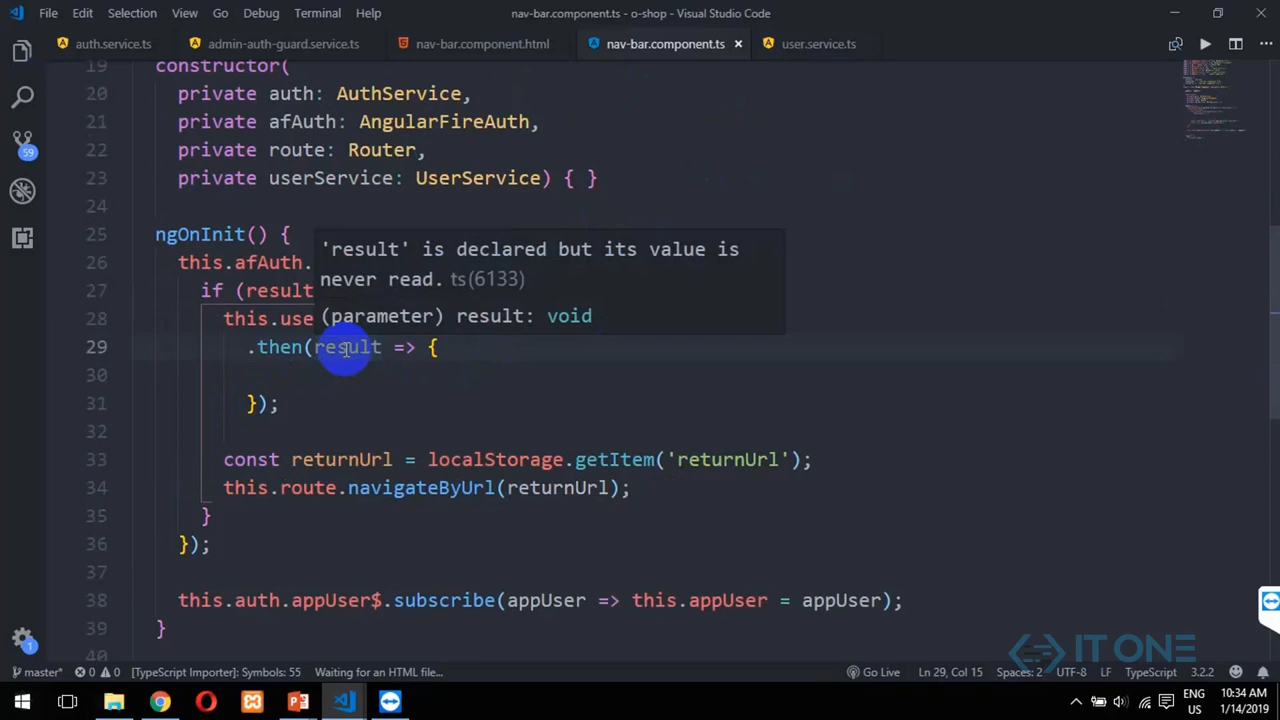 File Edit Selection View Go Debug Terminal Help nav-bar.component.ts - o-shop - Visual Studio Code
auth.service.ts admin-auth-guard.service.ts nav-bar.component.html nav-bar.component.ts user.service.ts
19 constructor(
20 private auth: AuthService,
21 private afAuth: AngularFireAuth,
22 private route: Router,
23 private userService: UserService) { }
24
25 ngOnInit() {
'result' is declared but its value is
26 this.afAuth.
never read. ts(6133)
27 if (result
(parameter) result: void
28 this.use
29 .then(result => {
30
31 });
32
33 const returnUrl = localStorage.getItem('returnUrl');
34 this.route.navigateByUrl(returnUrl);
35 }
36 });
37
38 this.auth.appUser$.subscribe(appUser => this.appUser = appUser);
39 }
40
59
1
IT ONE
master* 0 0 [TypeScript Importer]: Symbols: 55 Waiting for an HTML file... Go Live Ln 29, Col 15 Spaces: 2 UTF-8 LF TypeScript 3.2.2
ENG 10:34 AM
US 1/14/2019